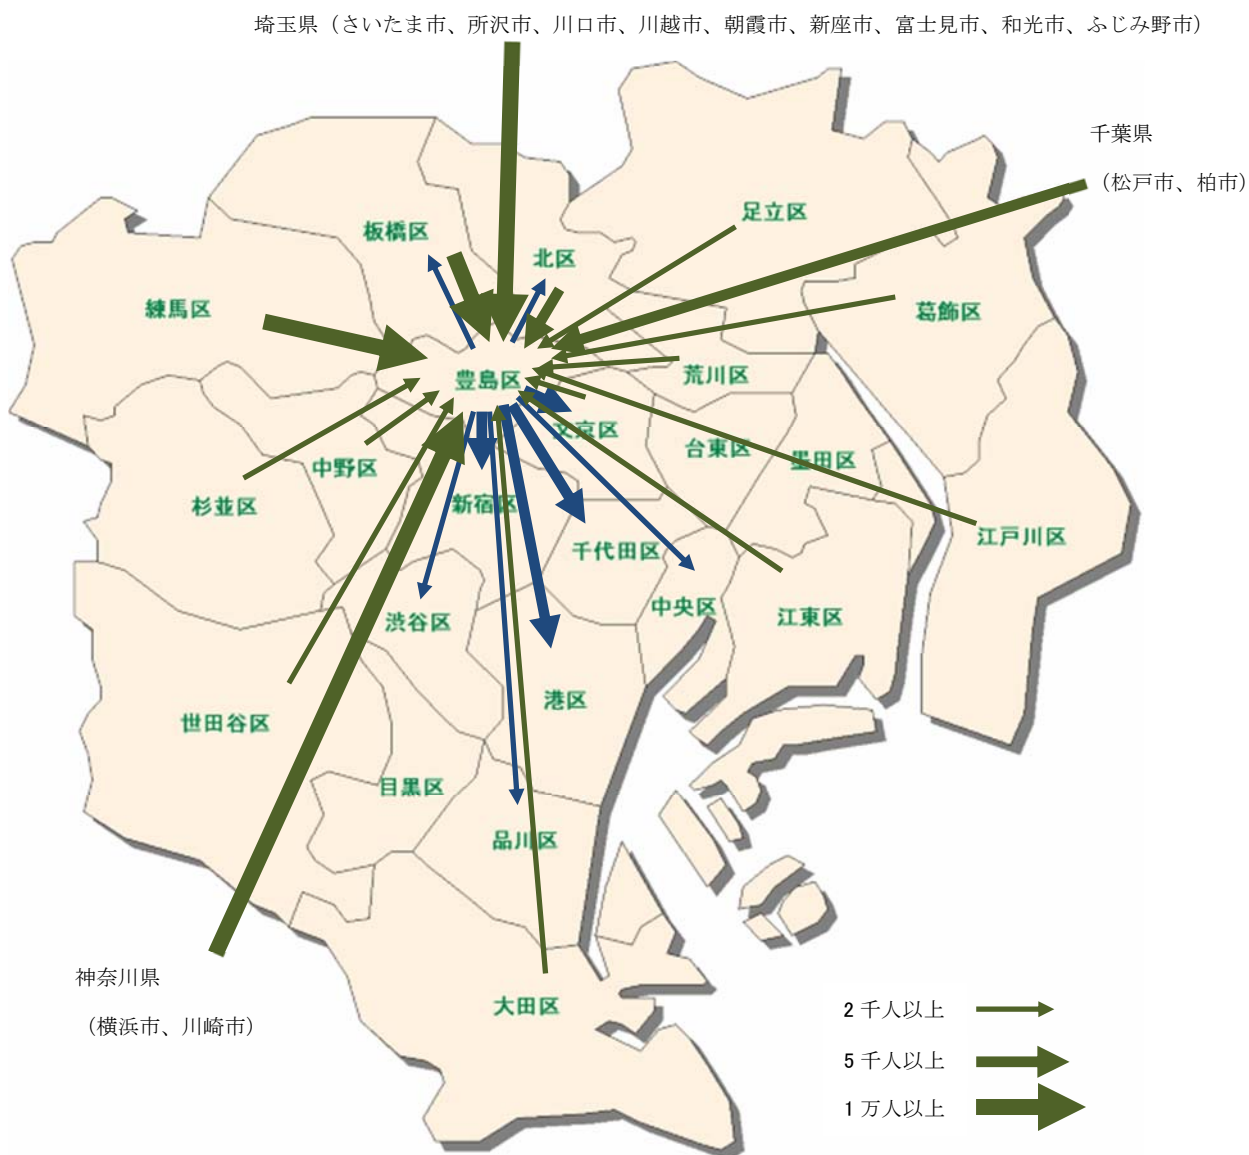 埼玉県（さいたま市、所沢市、川口市、川越市、朝霞市、新座市、富士見市、和光市、ふじみ野市）
千葉県
（松戸市、柏市）
足立区
板橋区
北区
練馬区
葛飾区
豊島区
荒川区
文京区
台東区
墨田区
中野区
杉並区
新宿区
千代田区
江戸川区
中央区
江東区
渋谷区
港区
世田谷区
目黒区
品川区
神奈川県
（横浜市、川崎市）
大田区
2 千人以上
5 千人以上
1 万人以上